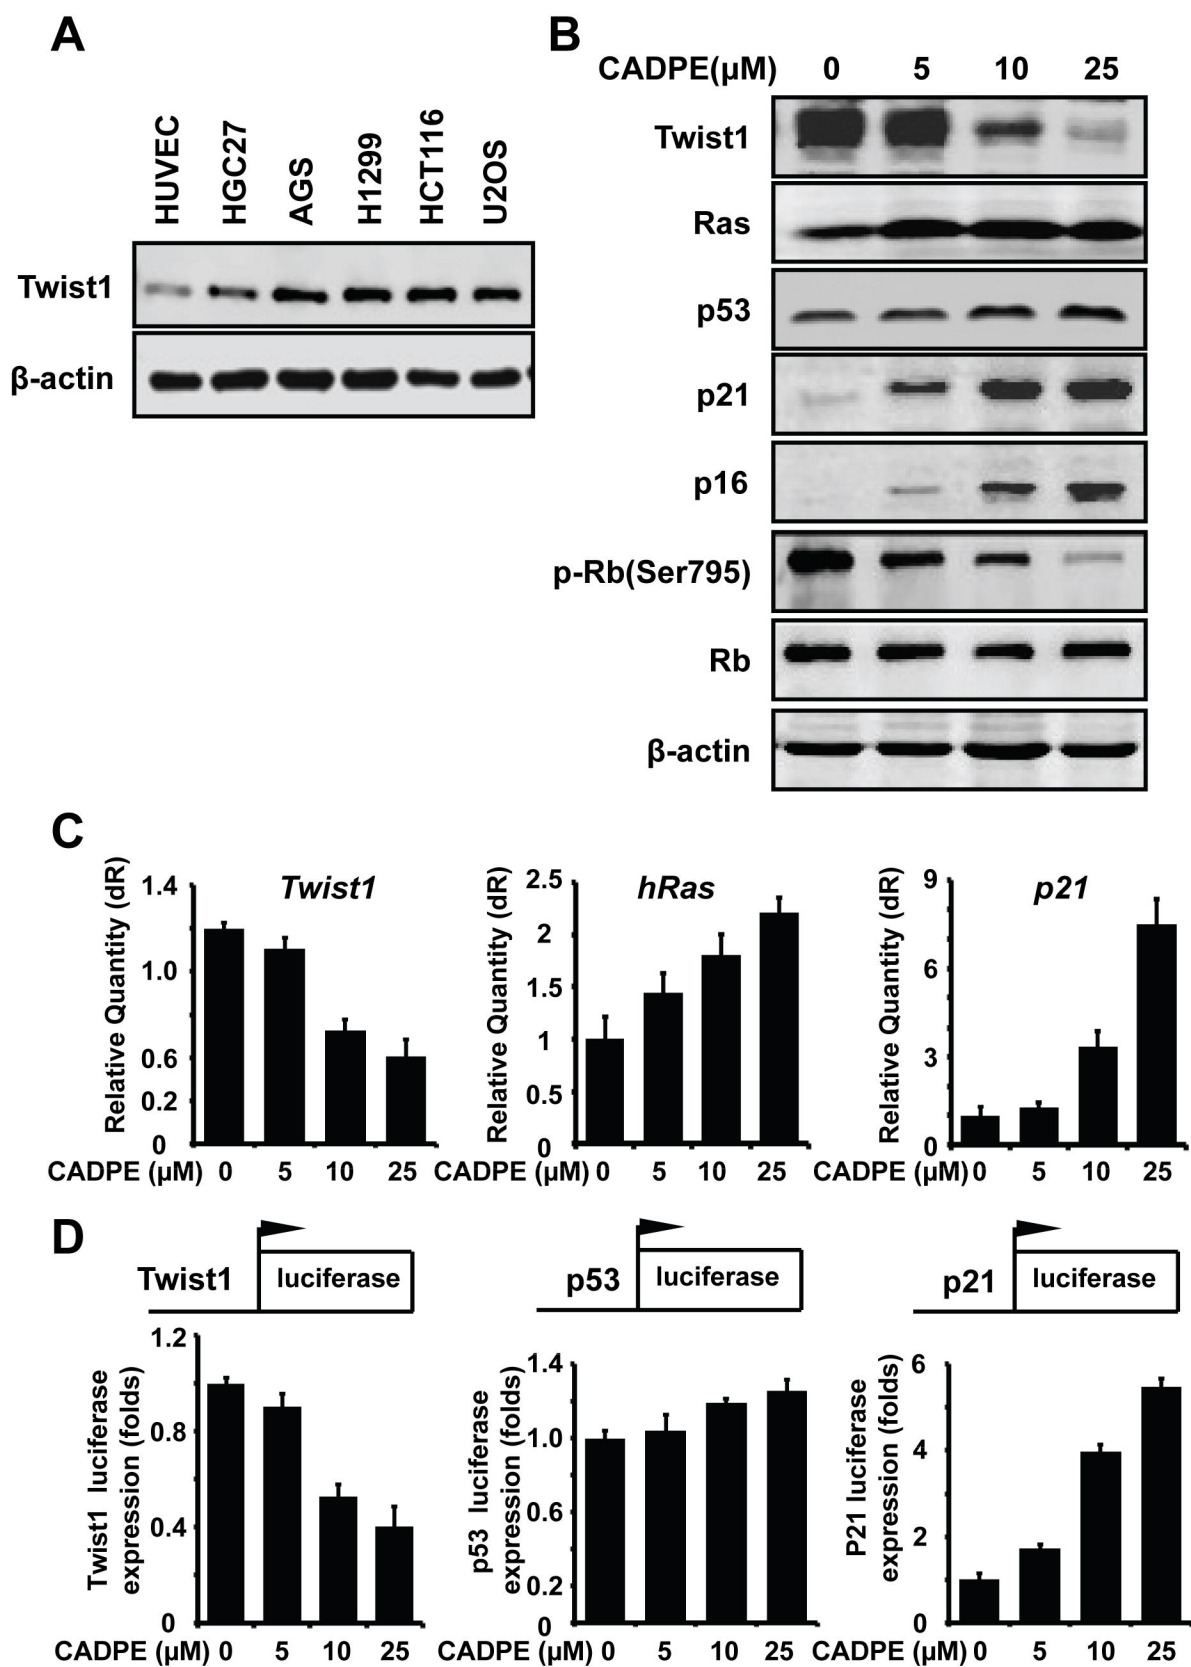 A
HUVEC
HGC27
AGS
H1299
HCT116
U2OS
Twist1
β-actin
B
CADPE(μM) 0 5 10 25
Twist1
Ras
p53
p21
p16
p-Rb(Ser795)
Rb
β-actin
C
Twist1
Relative Quantity (dR)
1.4
1.0
0.6
0.2
0
CADPE (μM) 0 5 10 25
hRas
Relative Quantity (dR)
2.5
2
1.5
1
0.5
0
CADPE (μM) 0 5 10 25
p21
Relative Quantity (dR)
9
6
3
0
CADPE (μM) 0 5 10 25
D
Twist1 luciferase
Twist1 luciferase
expression (folds)
1.2
0.8
0.4
0
CADPE (μM) 0 5 10 25
p53 luciferase
p53 luciferase
expression (folds)
1.4
1.0
0.6
0.2
0
CADPE (μM) 0 5 10 25
p21 luciferase
P21 luciferase
expression (folds)
6
4
2
0
CADPE (μM) 0 5 10 25